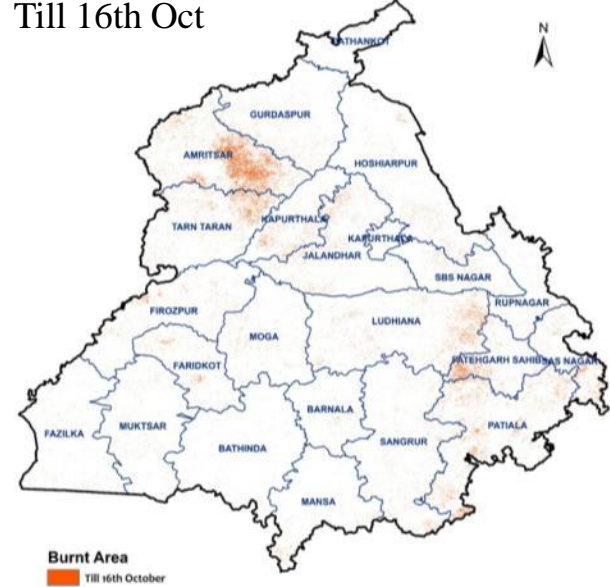 Till 16th Oct
N
PATHANKOT
GURDASPUR
AMRITSAR
HOSHIARPUR
TARN TARAN
KAPURTHALA
KAPURTHALA
JALANDHAR
SBS NAGAR
RUPNAGAR
FIROZPUR
LUDHIANA
MOGA
FATEHGARH SAHIB
SAS NAGAR
FARIDKOT
BARNALA
PATIALA
MUKTSAR
FAZILKA
SANGRUR
BATHINDA
MANSA
Burnt Area
Till 16th October